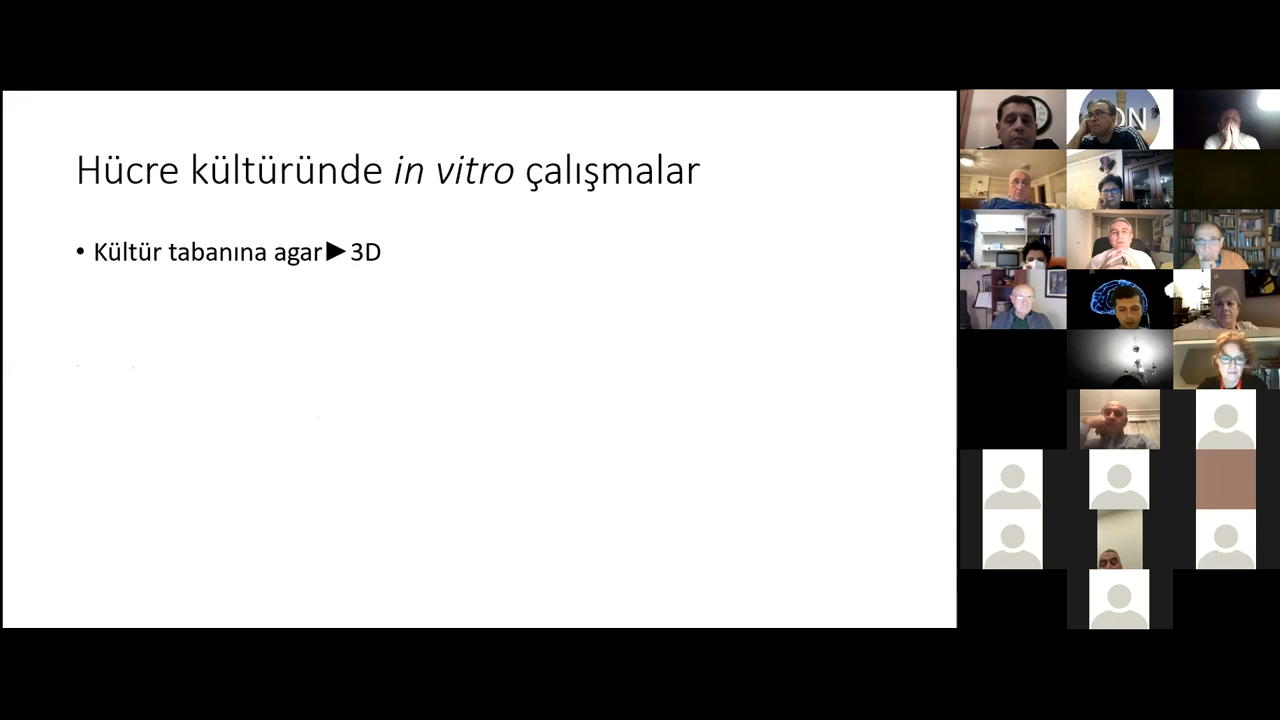 Hücre kültüründe in vitro çalışmalar
• Kültür tabanına agar►3D